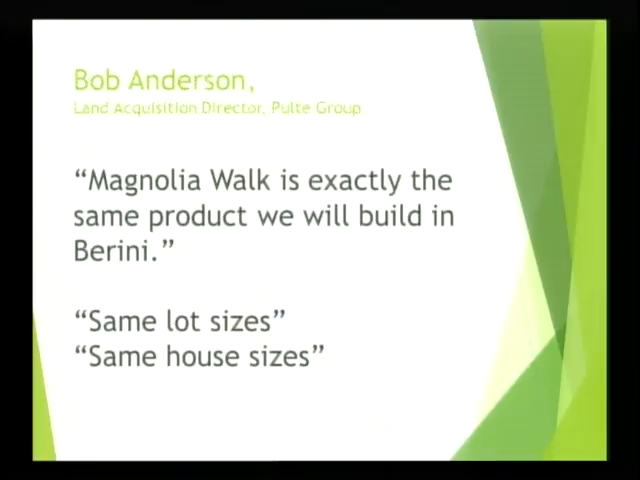 Bob Anderson,
Land Acquisition Director, Pulte Group
“Magnolia Walk is exactly the
same product we will build in
Berini.”
“Same lot sizes”
“Same house sizes”